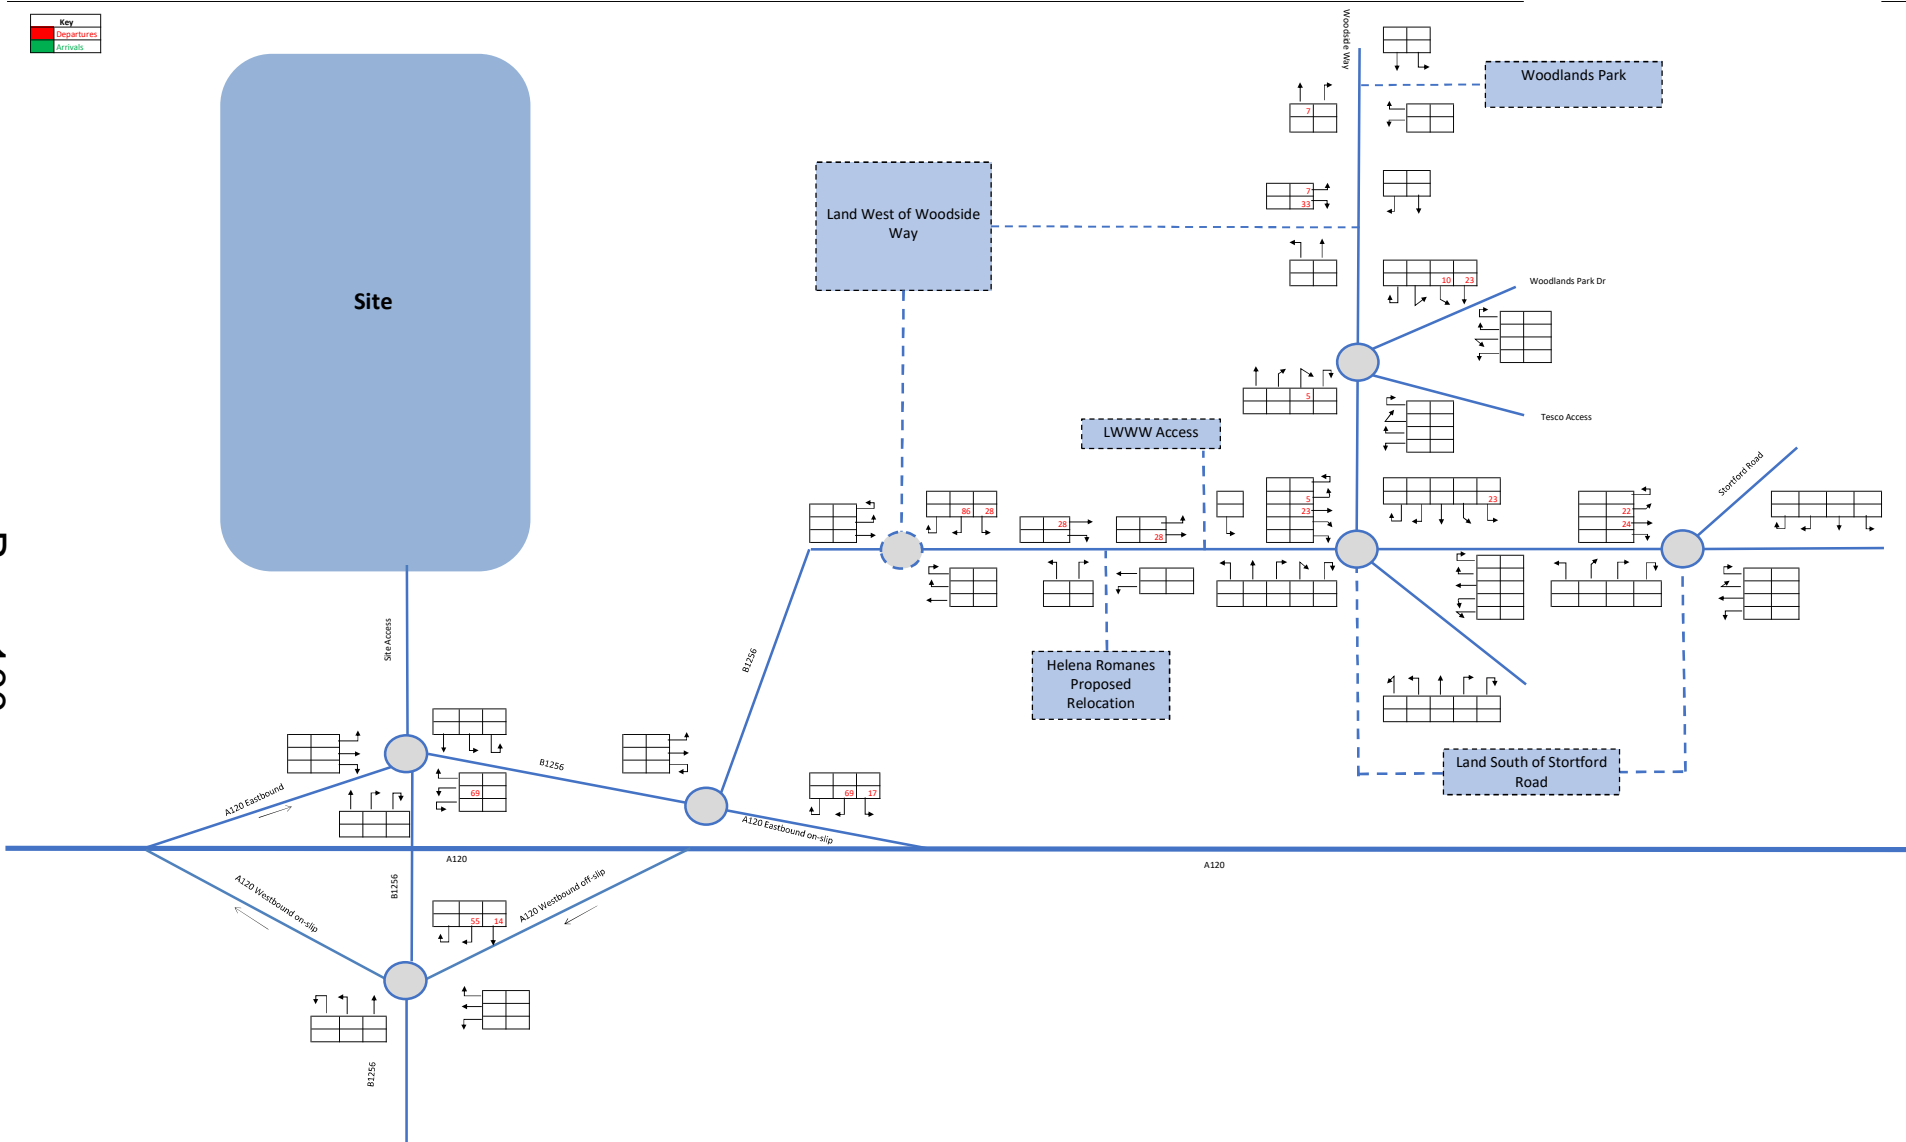 Key
Departures
Arrivals
Woodside Way
Woodlands Park
7
Land West of Woodside
Way
7
33
Site
10 23
Woodlands Park Dr
5
Tesco Access
LWWW Access
Stortford Road
86 28
28
28
5
23
23
22
24
Site Access
B1256
Helena Romanes
Proposed
Relocation
B1256
69
A120 Eastbound
69 17
A120 Eastbound on-slip
Land South of Stortford
Road
A120
A120
B1256
A120 Westbound on-slip
A120 Westbound off-slip
55 14
B1256